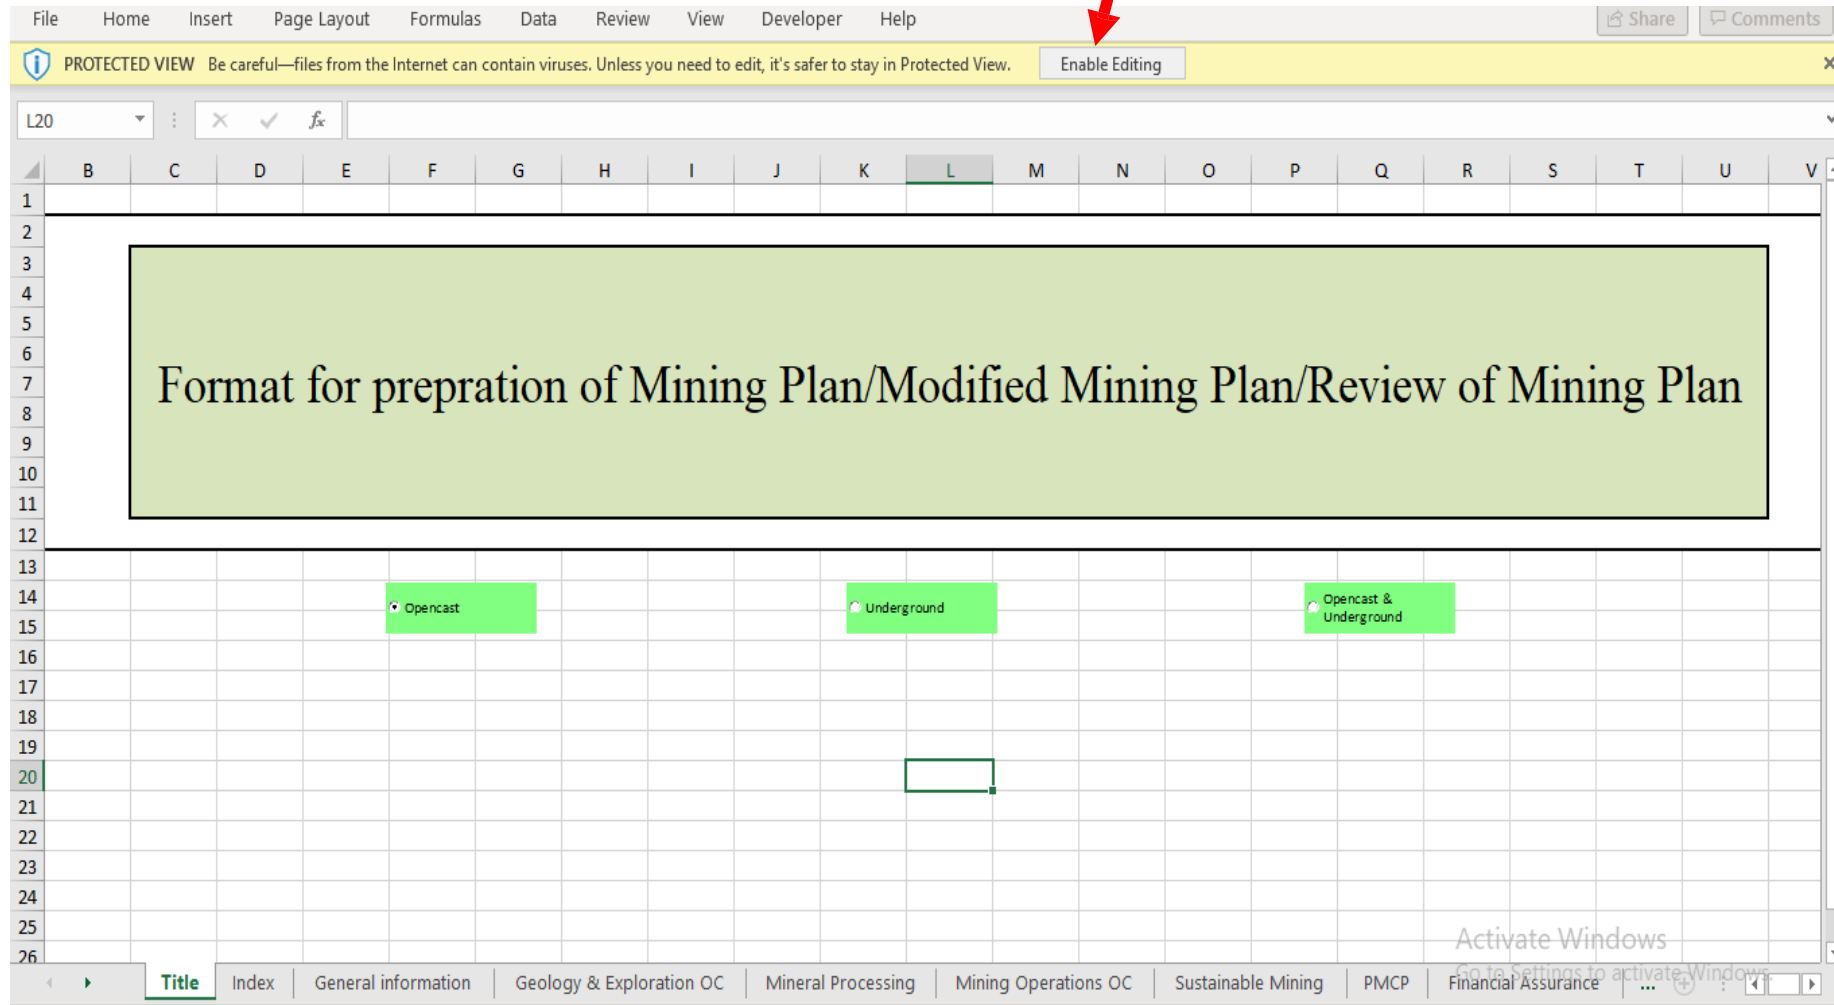 File Home Insert Page Layout Formulas Data Review View Developer Help Share Comments
PROTECTED VIEW Be careful—files from the Internet can contain viruses. Unless you need to edit, it's safer to stay in Protected View. Enable Editing
L20 fx
B C D E F G H I J K L M N O P Q R S T U V
1
2
3
4
5
6
7
Format for prepration of Mining Plan/Modified Mining Plan/Review of Mining Plan
8
9
10
11
12
13
14
Opencast Underground Opencast &
Underground
15
16
17
18
19
20
21
22
23
24
25
Activate Windows
26
Go to Settings to activate Windows.
Title Index General information Geology & Exploration OC Mineral Processing Mining Operations OC Sustainable Mining PMCP Financial Assurance ...